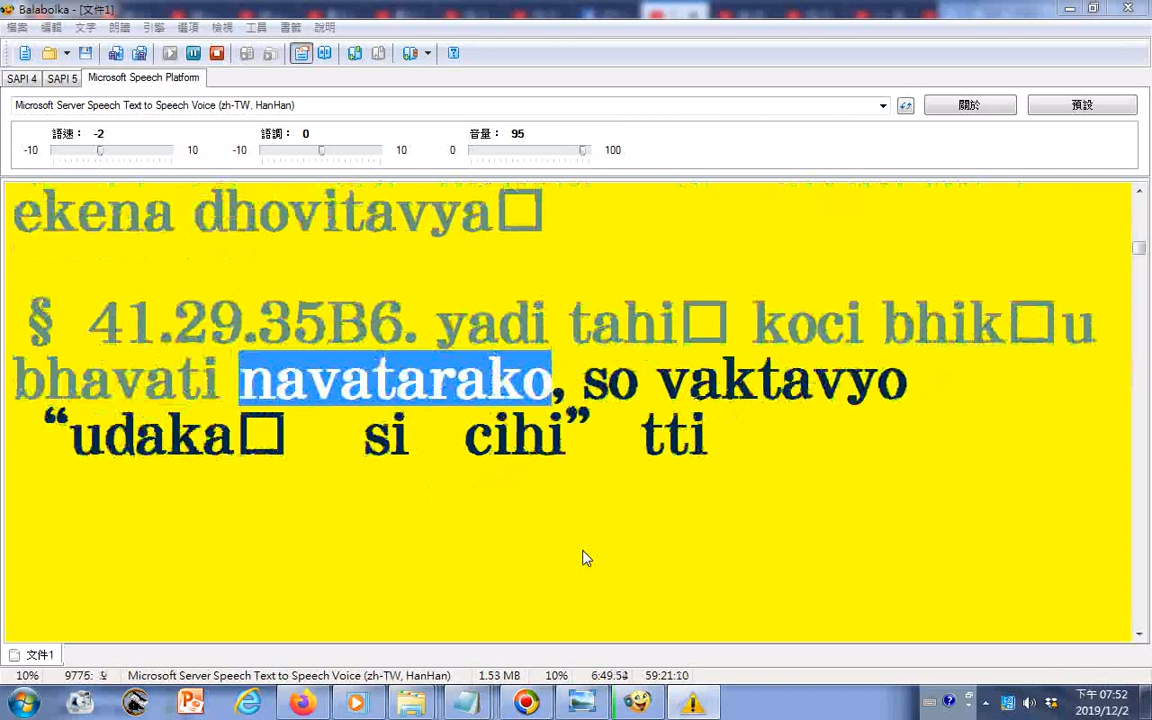 Balabolka - [文件1]
檔案 編輯 文字 朗讀 引擎 選項 檢視 工具 書籤 說明
SAPI 4 SAPI 5 Microsoft Speech Platform
Microsoft Server Speech Text to Speech Voice (zh-TW, HanHan) 關於 預設
語速： -2 語調： 0 音量： 95
-10 10 -10 10 0 100
ekena dhovitavya□
§ 41.29.35B6. yadi tahi□ koci bhik□u
bhavati navatarako, so vaktavyo
“udaka□ si cihi” tti
文件1
10% Microsoft Server Speech Text to Speech Voice (zh-TW, HanHan) 1.53 MB 10% 59:21:10
下午 07:52
2019/12/2